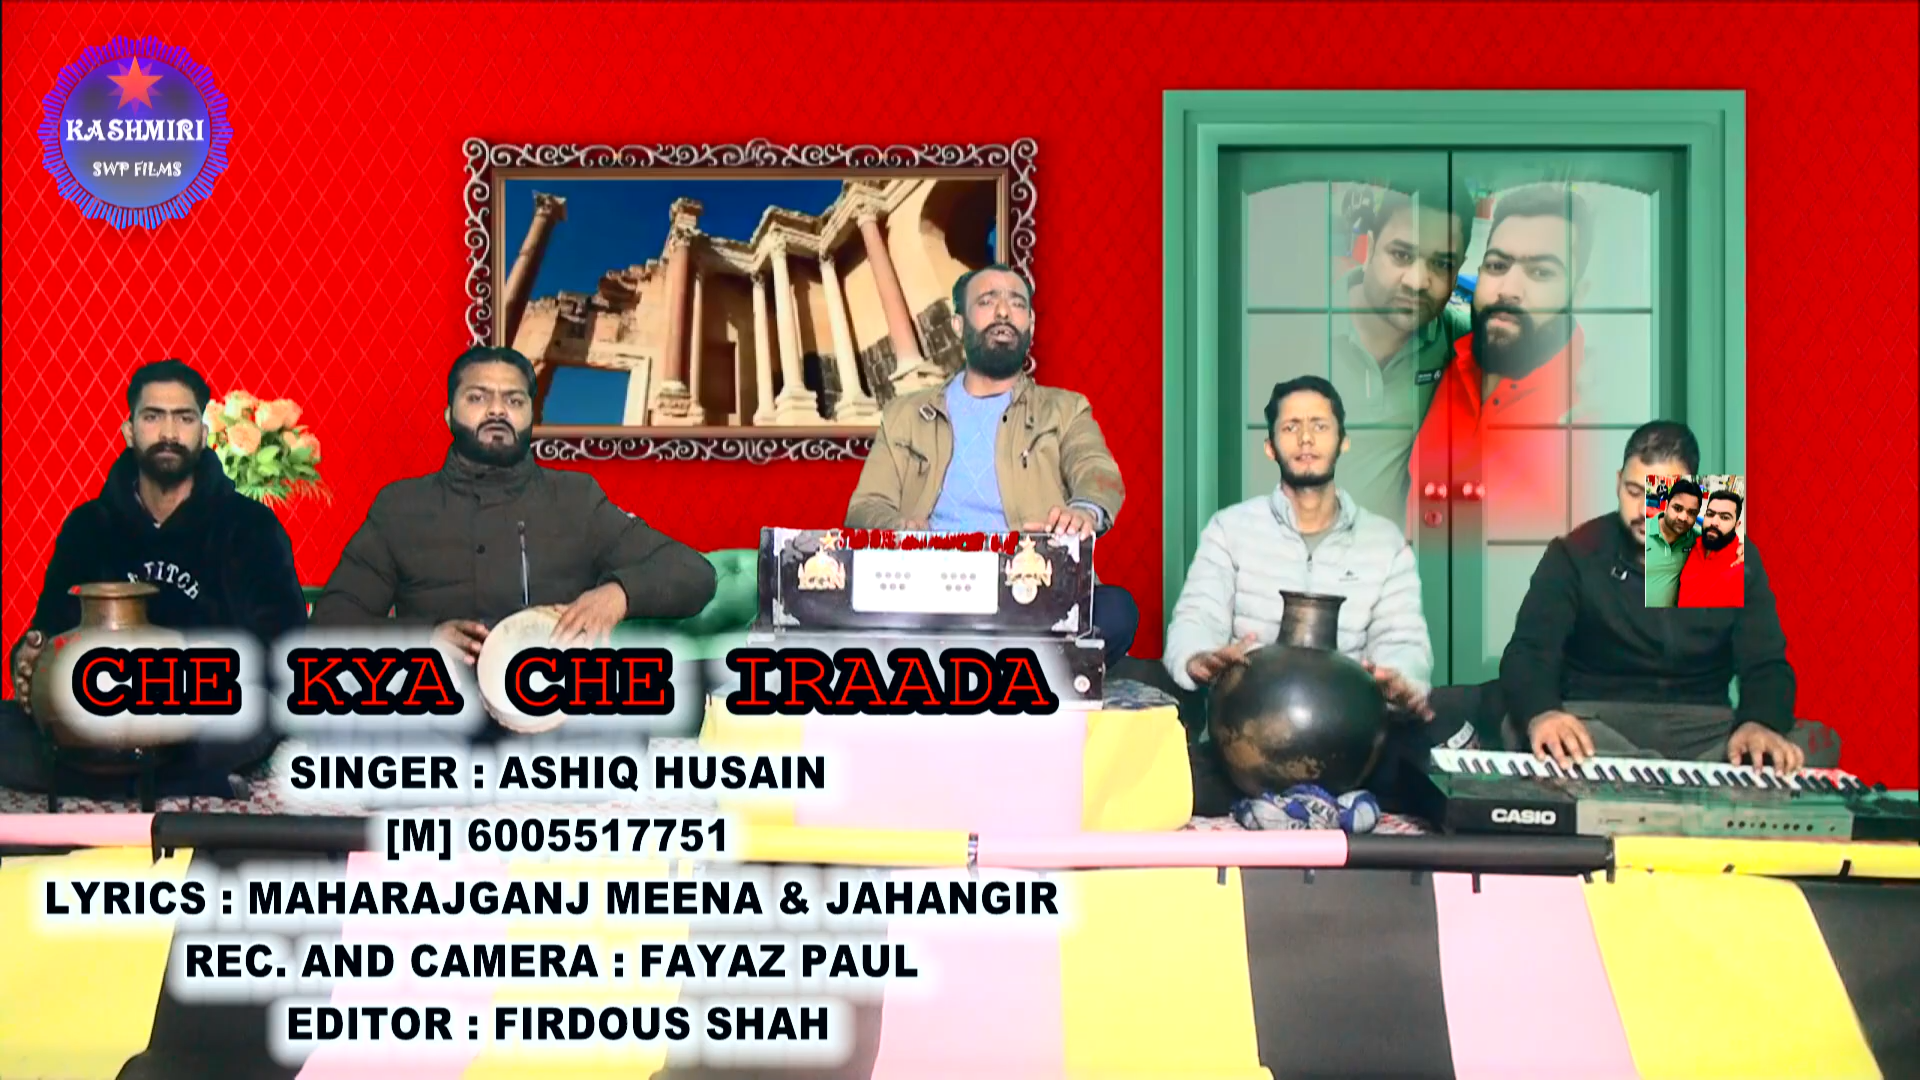 KASHMIRI
SWP FILMS
CHE KYA CHE IRAADA
SINGER : ASHIQ HUSAIN
[M] 6005517751
LYRICS : MAHARAJGANJ MEENA & JAHANGIR
REC. AND CAMERA : FAYAZ PAUL
EDITOR : FIRDOUS SHAH
CASIO